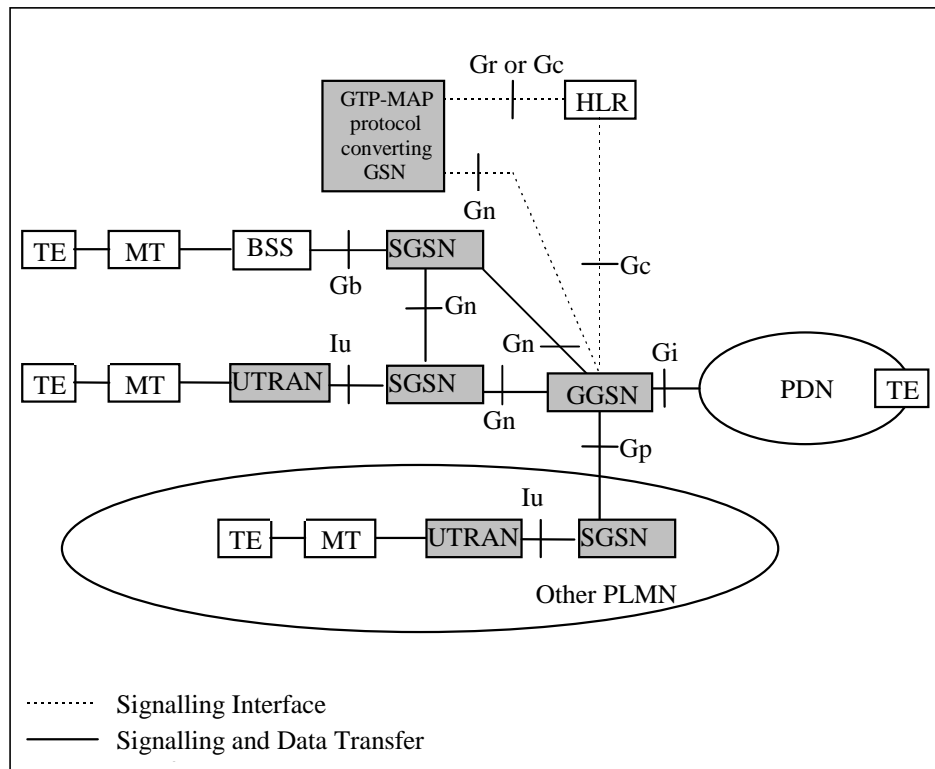 Gr or Gc
GTP-MAP
protocol
converting
GSN
HLR
Gn
TE
MT
BSS
SGSN
Gb
Gc
Gn
Iu
Gn
Gi
TE
MT
UTRAN
SGSN
Gn
GGSN
PDN
TE
Gp
Iu
TE
MT
UTRAN
SGSN
Other PLMN
Signalling Interface
Signalling and Data Transfer